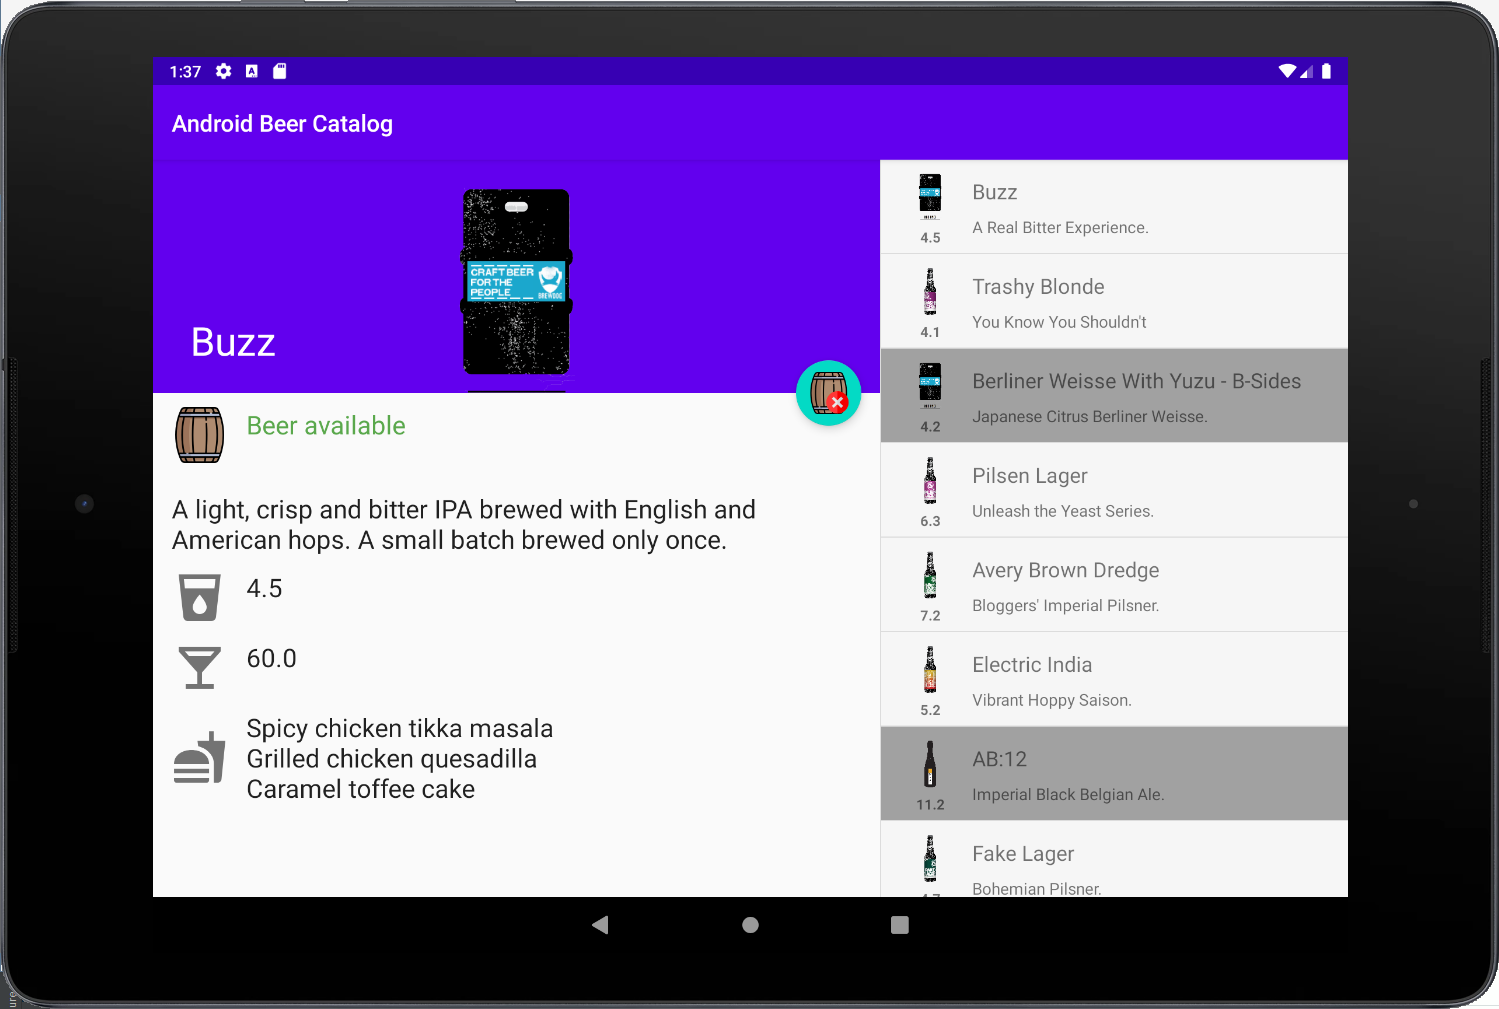 1:37
Android Beer Catalog
CRAFT BEER
FOR THE
PEOPLE
BREWDOG
Buzz
Beer available
A light, crisp and bitter IPA brewed with English and
American hops. A small batch brewed only once.
4.5
60.0
Spicy chicken tikka masala
Grilled chicken quesadilla
Caramel toffee cake
Buzz
A Real Bitter Experience.
4.5
Trashy Blonde
You Know You Shouldn't
4.1
Berliner Weisse With Yuzu - B-Sides
Japanese Citrus Berliner Weisse.
4.2
Pilsen Lager
Unleash the Yeast Series.
6.3
Avery Brown Dredge
Bloggers' Imperial Pilsner.
7.2
Electric India
Vibrant Hoppy Saison.
5.2
AB:12
Imperial Black Belgian Ale.
11.2
Fake Lager
Bohemian Pilsner.